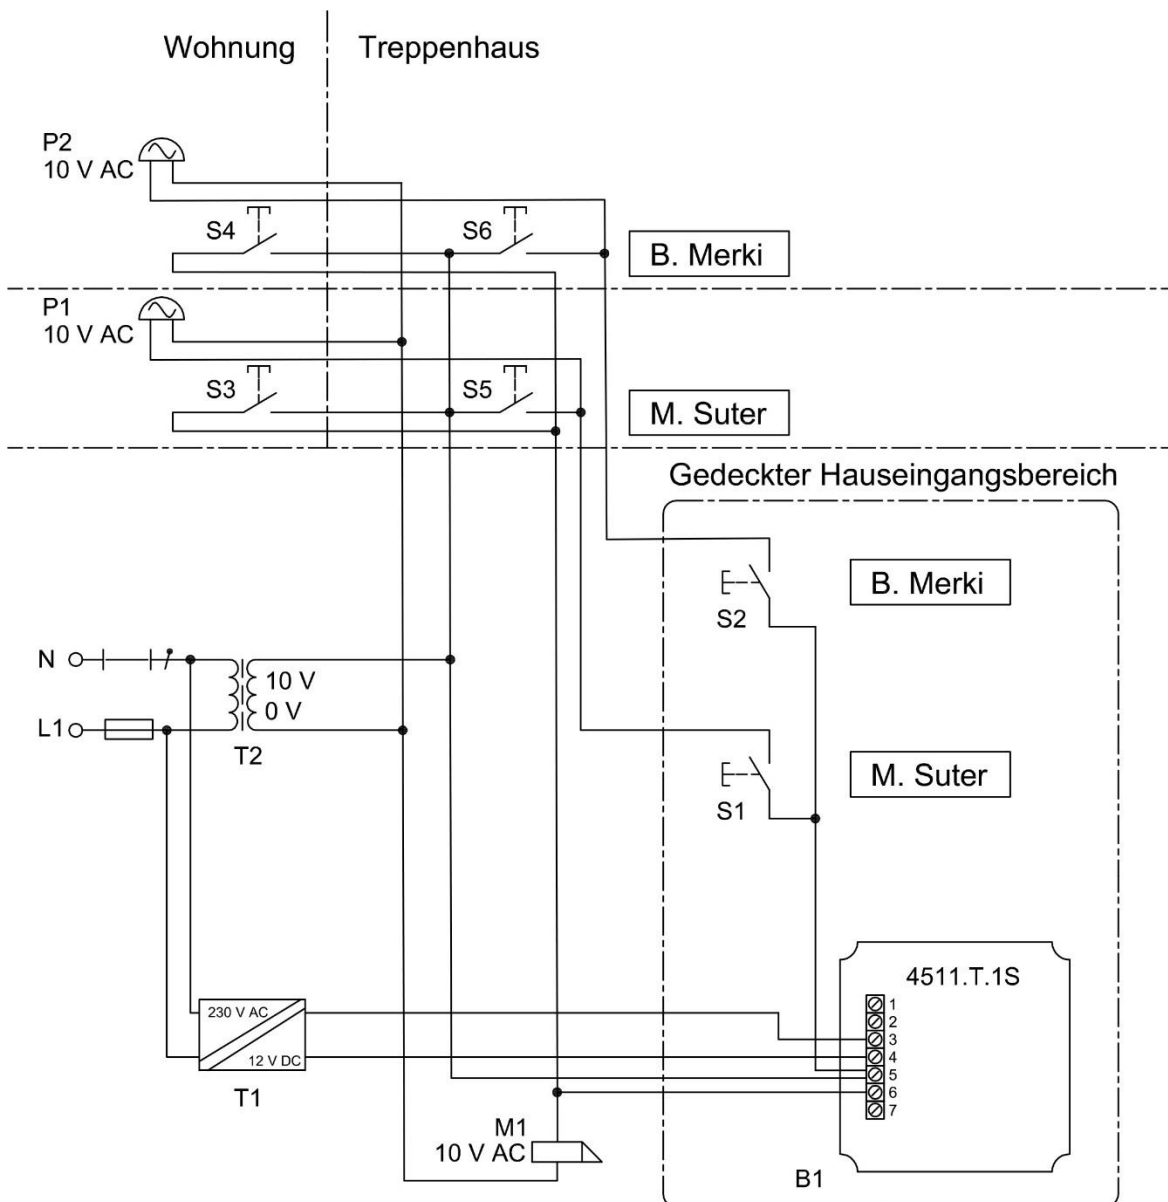 Wohnung
Treppenhaus
P2
10 V AC
S4
S6
B. Merki
P1
10 V AC
S3
S5
M. Suter
Gedeckter Hauseingangsbereich
B. Merki
S2
N
10 V
0 V
L1
T2
M. Suter
S1
4511.T.1S
230 V AC
12 V DC
T1
1
2
3
4
5
6
7
M1
10 V AC
B1